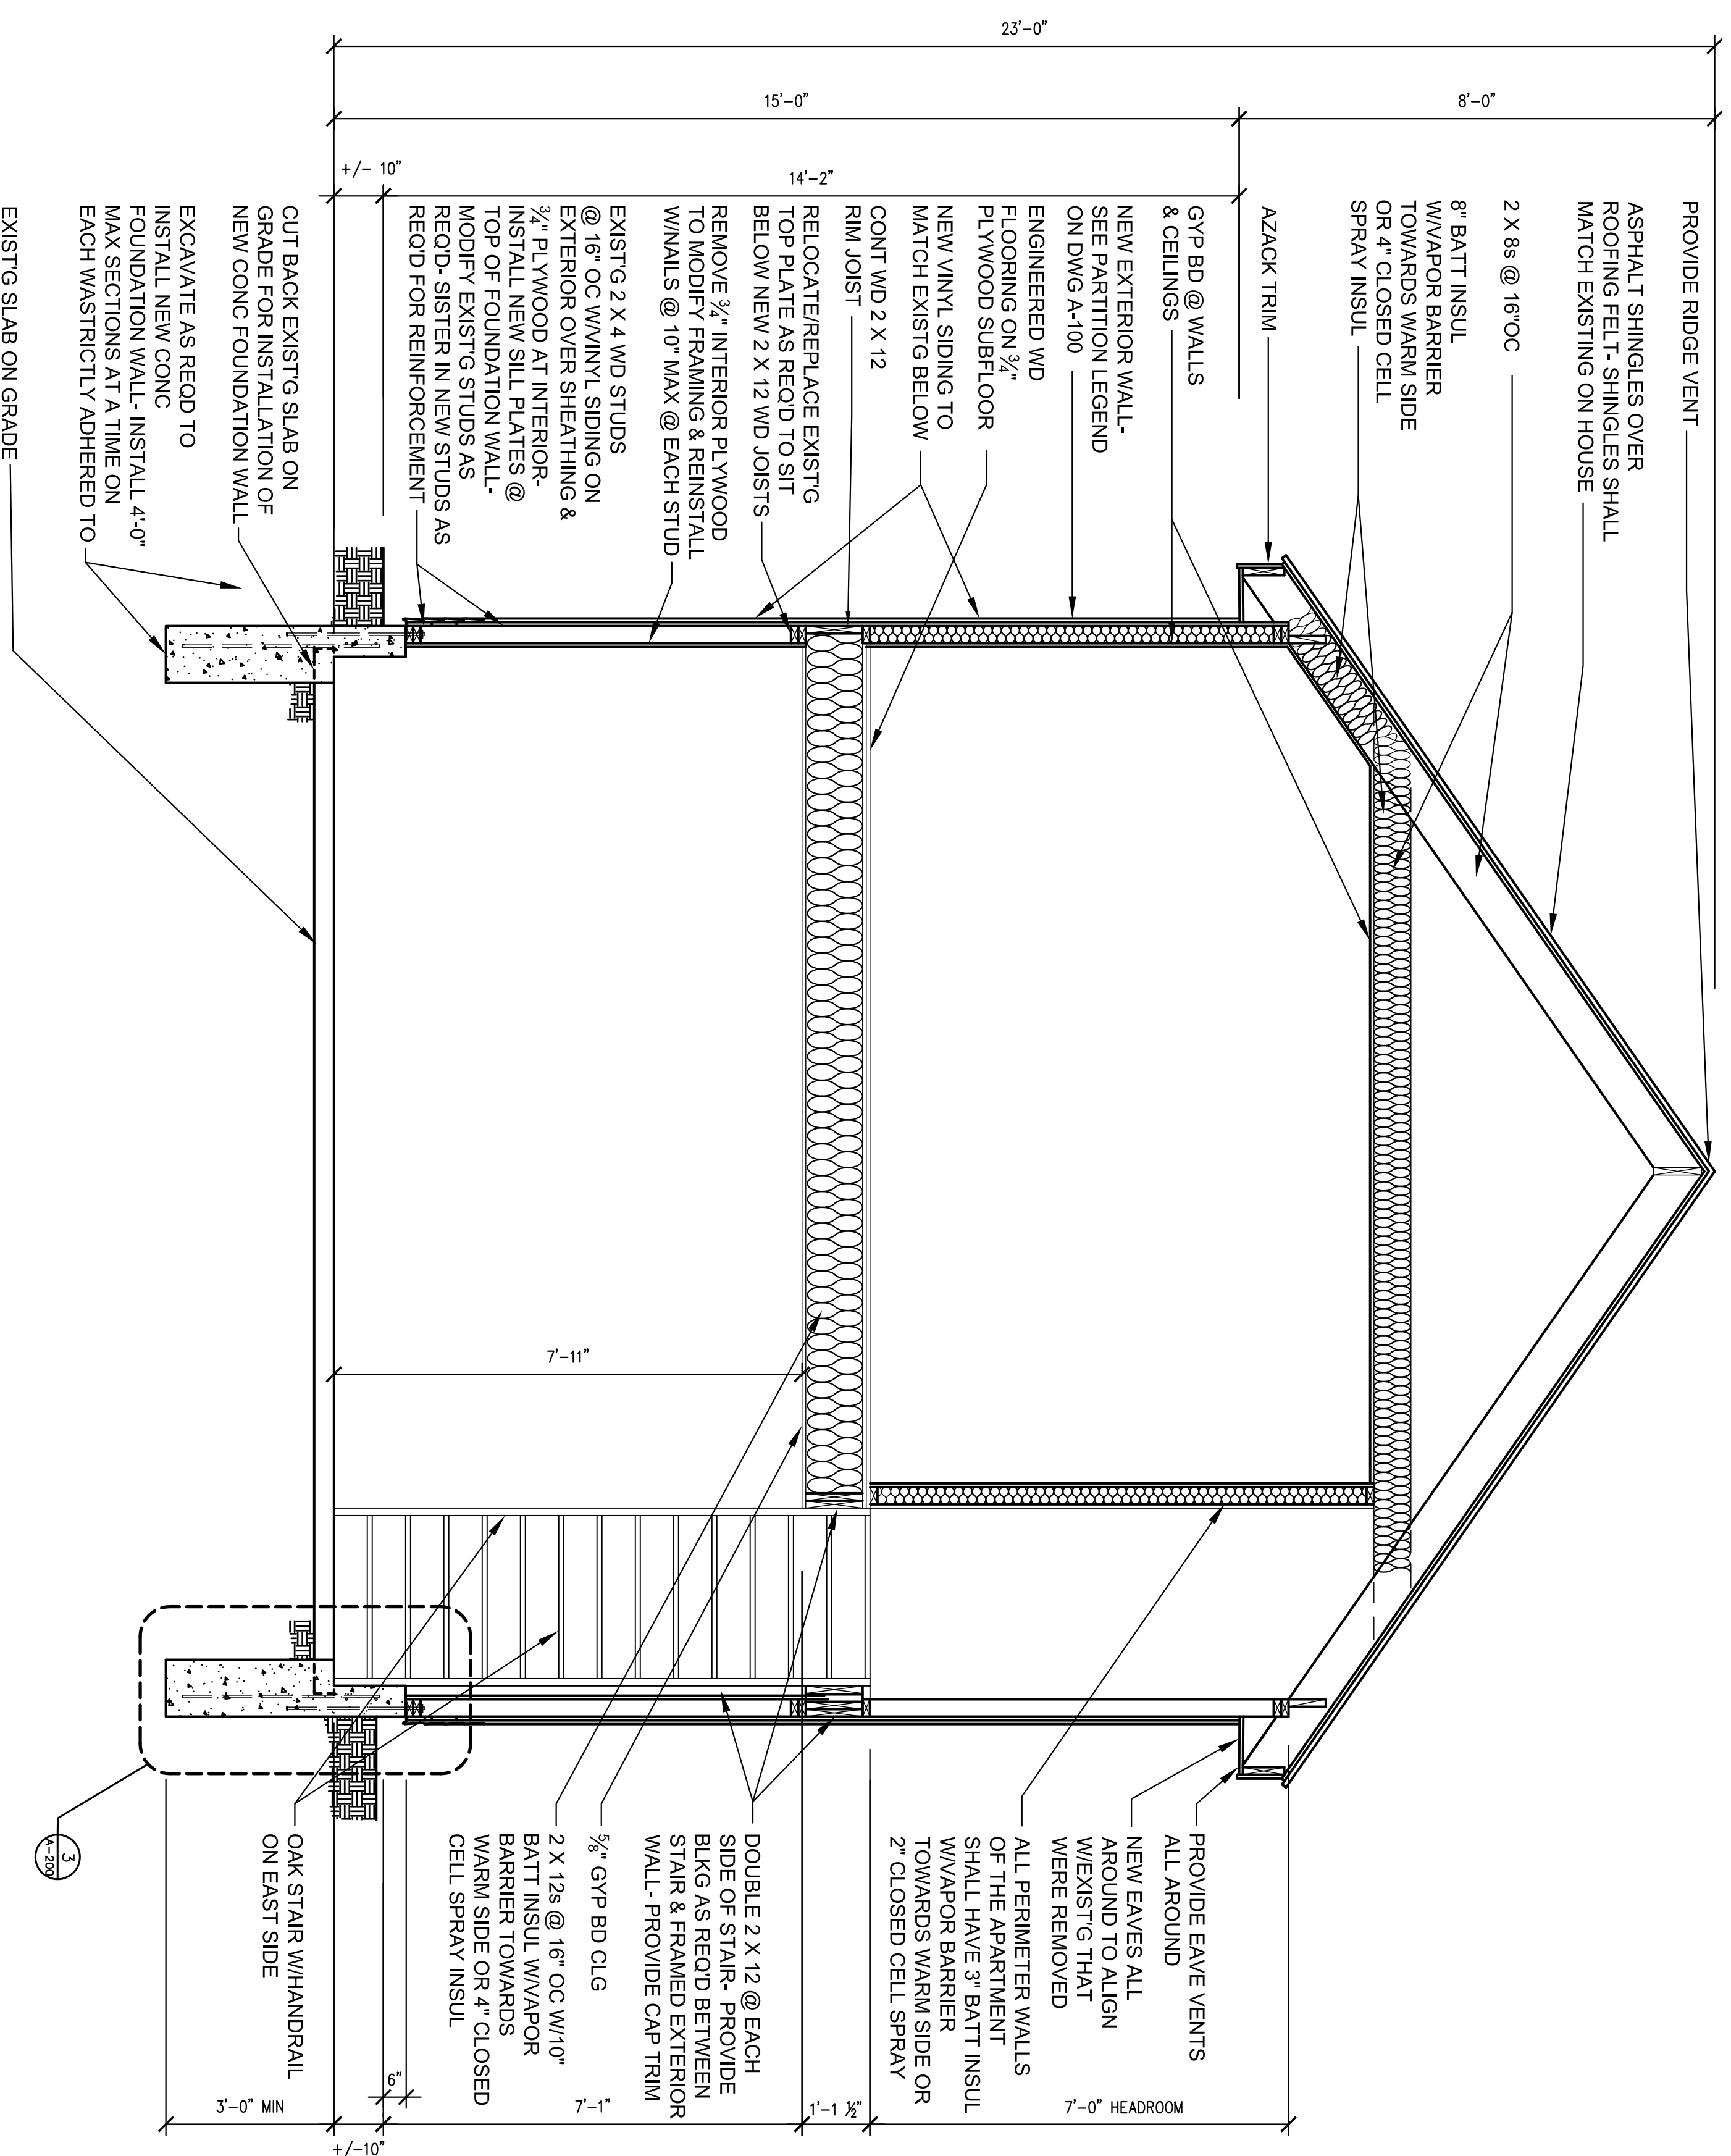 PROVIDE RIDGE VENT
ASPHALT SHINGLES OVER
ROOFING FELT- SHINGLES SHALL
MATCH EXISTING ON HOUSE
2 X 8s @ 16"OC
8" BATT INSUL
W/VAPOR BARRIER
TOWARDS WARM SIDE
OR 4" CLOSED CELL
SPRAY INSUL
AZACK TRIM
GYP BD @ WALLS
& CEILINGS
NEW EXTERIOR WALL-
SEE PARTITION LEGEND
ON DWG A-100
ENGINEERED WD
FLOORING ON 3/4"
PLYWOOD SUBFLOOR
NEW VINYL SIDING TO
MATCH EXISTG BELOW
CONT WD 2 X 12
RIM JOIST
RELOCATE/REPLACE EXIST'G
TOP PLATE AS REQ'D TO SIT
BELOW NEW 2 X 12 WD JOISTS
REMOVE 3/4" INTERIOR PLYWOOD
TO MODIFY FRAMING & REINSTALL
W/NAILS @ 10" MAX @ EACH STUD
EXIST'G 2 X 4 WD STUDS
@ 16" OC W/VINYL SIDING ON
EXTERIOR OVER SHEATHING &
3/4" PLYWOOD AT INTERIOR-
INSTALL NEW SILL PLATES @
TOP OF FOUNDATION WALL-
MODIFY EXIST'G STUDS AS
REQ'D- SISTER IN NEW STUDS AS
REQ'D FOR REINFORCEMENT
CUT BACK EXIST'G SLAB ON
GRADE FOR INSTALLATION OF
NEW CONC FOUNDATION WALL
EXCAVATE AS REQD TO
INSTALL NEW CONC
FOUNDATION WALL- INSTALL 4'-0"
MAX SECTIONS AT A TIME ON
EACH WASTRICTLY ADHERED TO
EXIST'G SLAB ON GRADE
23'-0"
15'-0"
8'-0"
+/- 10"
14'-2"
7'-11"
PROVIDE EAVE VENTS
ALL AROUND
NEW EAVES ALL
AROUND TO ALIGN
W/EXIST'G THAT
WERE REMOVED
ALL PERIMETER WALLS
OF THE APARTMENT
SHALL HAVE 3" BATT INSUL
W/VAPOR BARRIER
TOWARDS WARM SIDE OR
2" CLOSED CELL SPRAY
DOUBLE 2 X 12 @ EACH
SIDE OF STAIR- PROVIDE
BLKG AS REQ'D BETWEEN
STAIR & FRAMED EXTERIOR
WALL- PROVIDE CAP TRIM
5/8" GYP BD CLG
2 X 12s @ 16" OC W/10"
BATT INSUL W/VAPOR
BARRIER TOWARDS
WARM SIDE OR 4" CLOSED
CELL SPRAY INSUL
OAK STAIR W/HANDRAIL
ON EAST SIDE
3
A-200
7'-0" HEADROOM
1'-1 1/2"
7'-1"
6"
+/-10"
3'-0" MIN